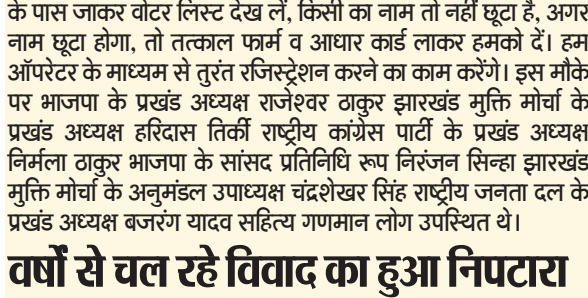 के पास जाकर वोटर लिस्ट देख लें, किसी का नाम तो नहीं छूटा है, अगर
नाम छूटा होगा, तो तत्काल फार्म व आधार कार्ड लाकर हमको दें। हम
ऑपरेटर के माध्यम से तुरंत रजिस्ट्रेशन करने का काम करेंगे। इस मौके
पर भाजपा के प्रखंड अध्यक्ष राजेश्वर ठाकुर झारखंड मुक्ति मोर्चा के
प्रखंड अध्यक्ष हरिदास तिर्की राष्ट्रीय कांग्रेस पार्टी के प्रखंड अध्यक्ष
निर्मला ठाकुर भाजपा के सांसद प्रतिनिधि रूप निरंजन सिन्हा झारखंड
मुक्ति मोर्चा के अनुमंडल उपाध्यक्ष चंद्रशेखर सिंह राष्ट्रीय जनता दल के
प्रखंड अध्यक्ष बजरंग यादव सहित्य गणमान लोग उपस्थित थे।
वर्षों से चल रहे विवाद का हुआ निपटारा